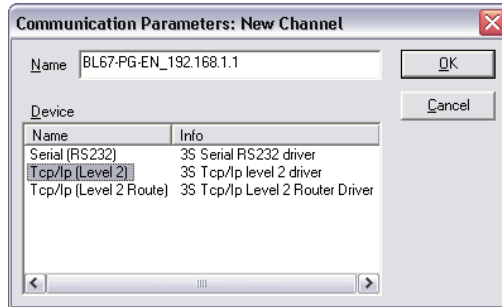 Communication Parameters: New Channel
Name BL67-PG-EN_192.168.1.1 OK
Device Cancel
Name Info
Serial (RS232) 3S Serial RS232 driver
Tcp/Ip (Level 2) 3S Tcp/Ip level 2 driver
Tcp/Ip (Level 2 Route) 3S Tcp/Ip Level 2 Router Driver